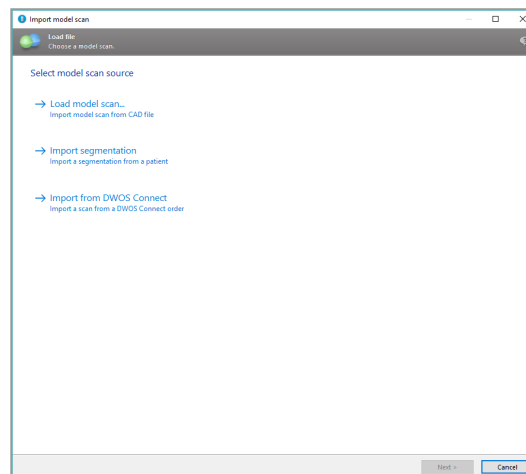 Import model scan
Load file
Choose a model scan.
Select model scan source
→ Load model scan...
Import model scan from CAD file
→ Import segmentation
Import a segmentation from a patient
→ Import from DWOS Connect
Import a scan from a DWOS Connect order
Next >
Cancel